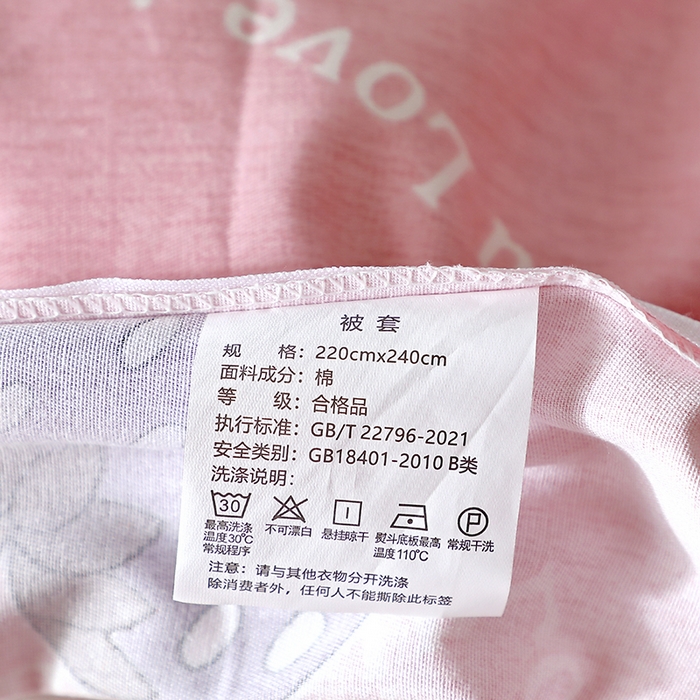 Love
L
被 套
规 格：220cmx240cm
面料成分：棉
等 级：合格品
执行标准：GB/T 22796-2021
安全类别：GB18401-2010 B类
洗涤说明：
30 P
最高洗涤 不可漂白 悬挂晾干 熨斗底板最高 常规干洗
温度30℃ 温度110℃
常规程序
注意：请与其他衣物分开洗涤
除消费者外，任何人不能撕除此标签